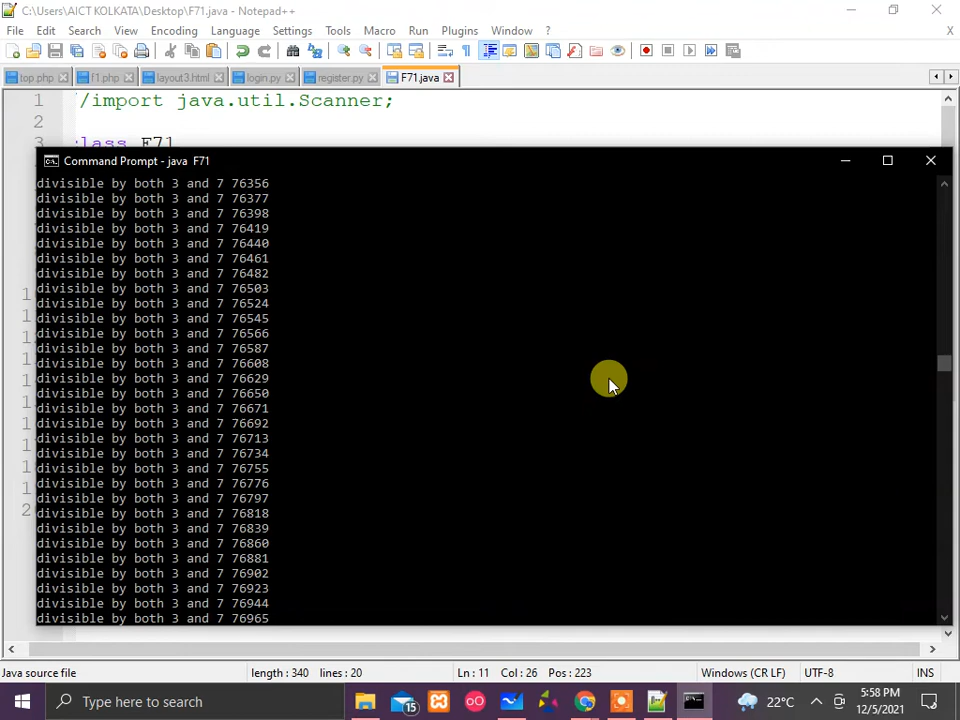 C:\Users\AICT KOLKATA\Desktop\F71.java - Notepad++
File Edit Search View Encoding Language Settings Tools Macro Run Plugins Window ? X
top.php f1.php layout3.html login.py register.py F71.java
1 //import java.util.Scanner;
2
3 class F71
Command Prompt - java F71
divisible by both 3 and 7 76356
divisible by both 3 and 7 76377
divisible by both 3 and 7 76398
divisible by both 3 and 7 76419
divisible by both 3 and 7 76440
divisible by both 3 and 7 76461
divisible by both 3 and 7 76482
divisible by both 3 and 7 76503
divisible by both 3 and 7 76524
divisible by both 3 and 7 76545
divisible by both 3 and 7 76566
divisible by both 3 and 7 76587
divisible by both 3 and 7 76608
divisible by both 3 and 7 76629
divisible by both 3 and 7 76650
divisible by both 3 and 7 76671
divisible by both 3 and 7 76692
divisible by both 3 and 7 76713
divisible by both 3 and 7 76734
divisible by both 3 and 7 76755
divisible by both 3 and 7 76776
divisible by both 3 and 7 76797
divisible by both 3 and 7 76818
divisible by both 3 and 7 76839
divisible by both 3 and 7 76860
divisible by both 3 and 7 76881
divisible by both 3 and 7 76902
divisible by both 3 and 7 76923
divisible by both 3 and 7 76944
divisible by both 3 and 7 76965
Java source file length : 340 lines : 20 Ln : 11 Col : 26 Pos : 223 Windows (CR LF) UTF-8 INS
Type here to search 15 22°C 5:58 PM
12/5/2021